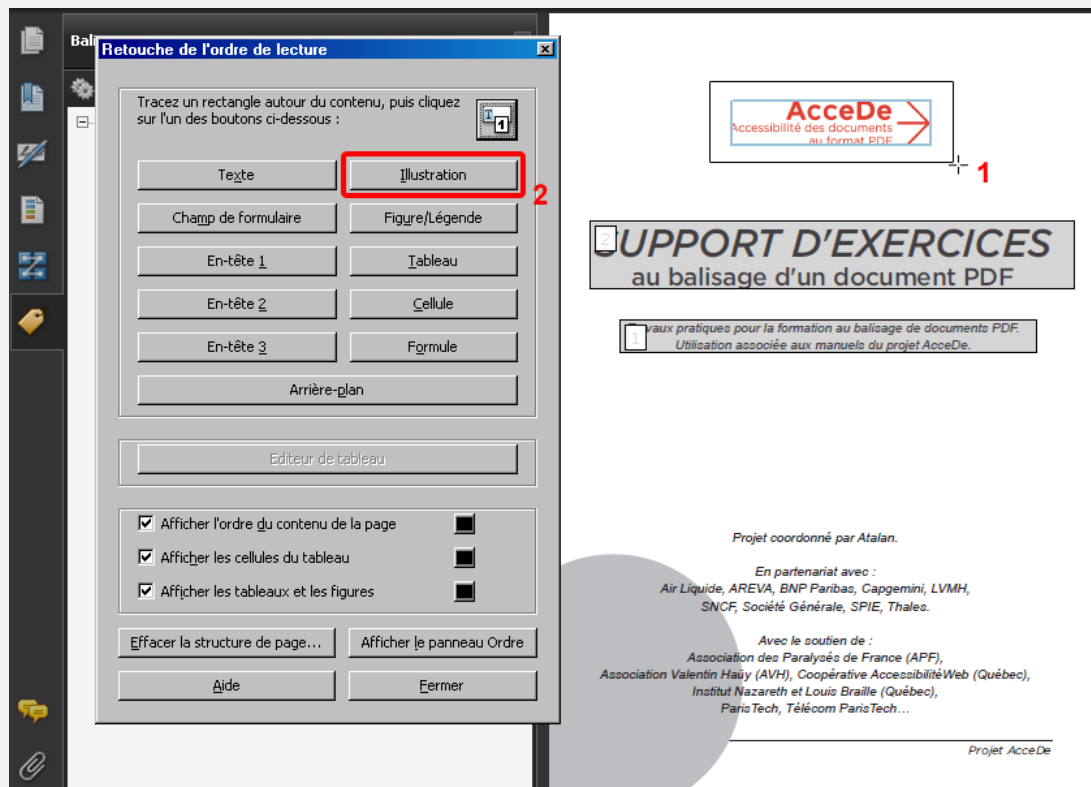 Bali
Retouche de l'ordre de lecture
Tracez un rectangle autour du contenu, puis cliquez
sur l'un des boutons ci-dessous :
Texte
Illustration
2
Champ de formulaire
Figure/Légende
En-tête 1
Tableau
En-tête 2
Cellule
En-tête 3
Formule
Arrière-plan
Editeur de tableau
Afficher l'ordre du contenu de la page
Afficher les cellules du tableau
Afficher les tableaux et les figures
Effacer la structure de page...
Afficher le panneau Ordre
Aide
Fermer
AcceDe
Accessibilité des documents
au format PDF
1
2
SUPPORT D'EXERCICES
au balisage d'un document PDF
1
vaux pratiques pour la formation au balisage de documents PDF.
Utilisation associée aux manuels du projet AcceDe.
Projet coordonné par Atalan.
En partenariat avec :
Air Liquide, AREVA, BNP Paribas, Capgemini, LVMH,
SNCF, Société Générale, SPIE, Thales.
Avec le soutien de :
Association des Paralysés de France (APF),
Association Valentin Haüy (AVH), Coopérative AccessibilitéWeb (Québec),
Institut Nazareth et Louis Braille (Québec),
ParisTech, Télécom ParisTech...
Projet AcceDe